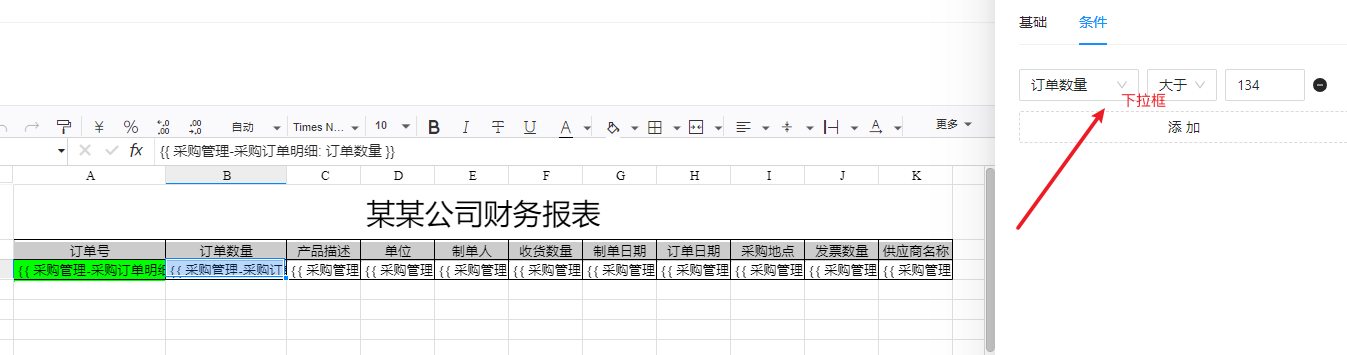 基础 条件
订单数量 大于 134
下拉框
添 加
¥ % .00 .00 自动 Times N... 10 B I T U A A 更多
fx {{ 采购管理-采购订单明细: 订单数量 }}
A B C D E F G H I J K
某某公司财务报表
订单号 订单数量 产品描述 单位 制单人 收货数量 制单日期 订单日期 采购地点 发票数量 供应商名称
{{ 采购管理-采购订单明细 {{ 采购管理-采购订 {{ 采购管理 {{ 采购管理 {{ 采购管理 {{ 采购管理 {{ 采购管理 {{ 采购管理 {{ 采购管理 {{ 采购管理 {{ 采购管理